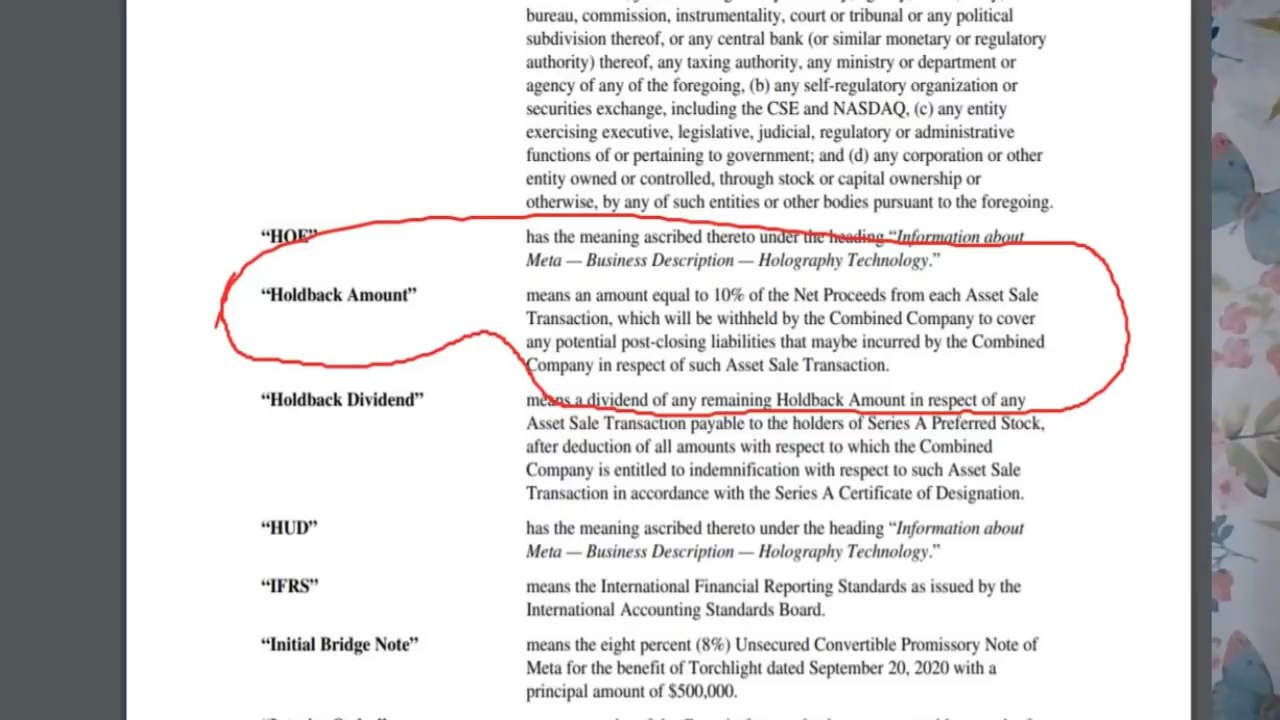 bureau, commission, instrumentality, court or tribunal or any political
subdivision thereof, or any central bank (or similar monetary or regulatory
authority) thereof, any taxing authority, any ministry or department or
agency of any of the foregoing, (b) any self-regulatory organization or
securities exchange, including the CSE and NASDAQ, (c) any entity
exercising executive, legislative, judicial, regulatory or administrative
functions of or pertaining to government; and (d) any corporation or other
entity owned or controlled, through stock or capital ownership or
otherwise, by any of such entities or other bodies pursuant to the foregoing.
“HOE” has the meaning ascribed thereto under the heading “Information about
Meta — Business Description — Holography Technology.”
“Holdback Amount” means an amount equal to 10% of the Net Proceeds from each Asset Sale
Transaction, which will be withheld by the Combined Company to cover
any potential post-closing liabilities that maybe incurred by the Combined
Company in respect of such Asset Sale Transaction.
“Holdback Dividend” means a dividend of any remaining Holdback Amount in respect of any
Asset Sale Transaction payable to the holders of Series A Preferred Stock,
after deduction of all amounts with respect to which the Combined
Company is entitled to indemnification with respect to such Asset Sale
Transaction in accordance with the Series A Certificate of Designation.
“HUD” has the meaning ascribed thereto under the heading “Information about
Meta — Business Description — Holography Technology.”
“IFRS” means the International Financial Reporting Standards as issued by the
International Accounting Standards Board.
“Initial Bridge Note” means the eight percent (8%) Unsecured Convertible Promissory Note of
Meta for the benefit of Torchlight dated September 20, 2020 with a
principal amount of $500,000.